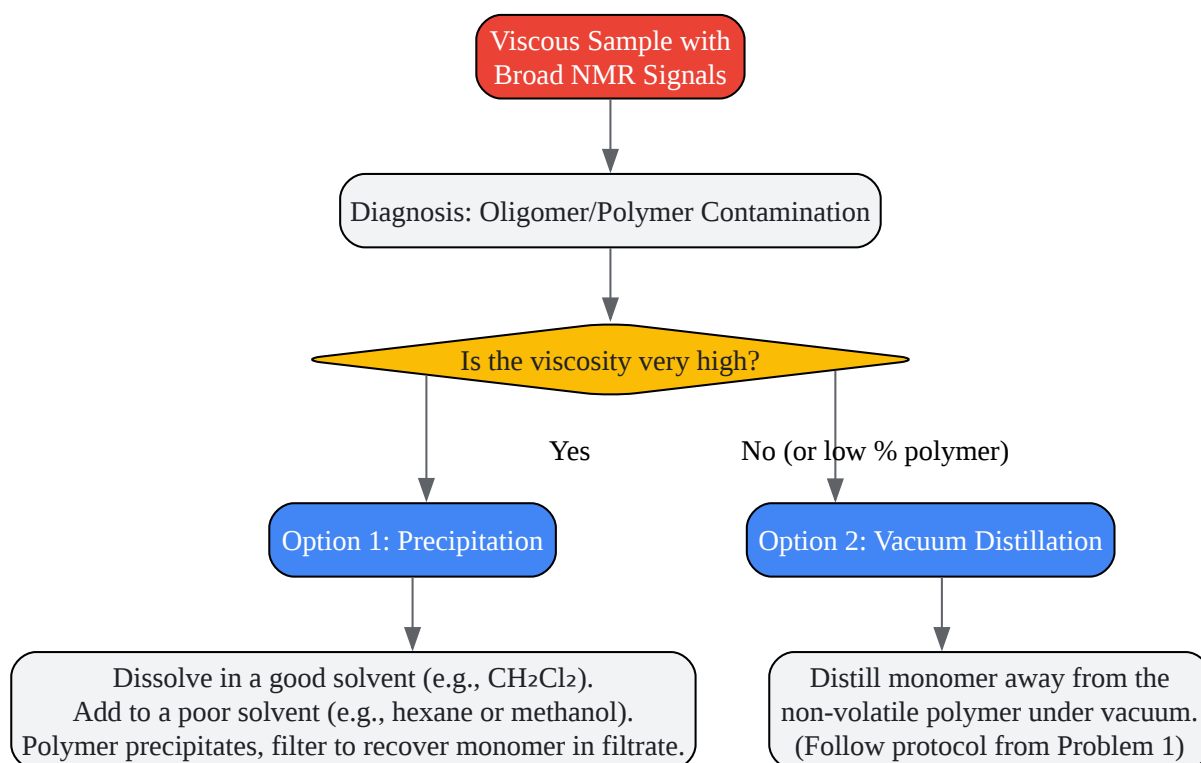 Viscous Sample with
Broad NMR Signals
Diagnosis: Oligomer/Polymer Contamination
Is the viscosity very high?
Yes
No (or low % polymer)
Option 1: Precipitation
Option 2: Vacuum Distillation
Dissolve in a good solvent (e.g., CH₂Cl₂).
Add to a poor solvent (e.g., hexane or methanol).
Polymer precipitates, filter to recover monomer in filtrate.
Distill monomer away from the
non-volatile polymer under vacuum.
(Follow protocol from Problem 1)